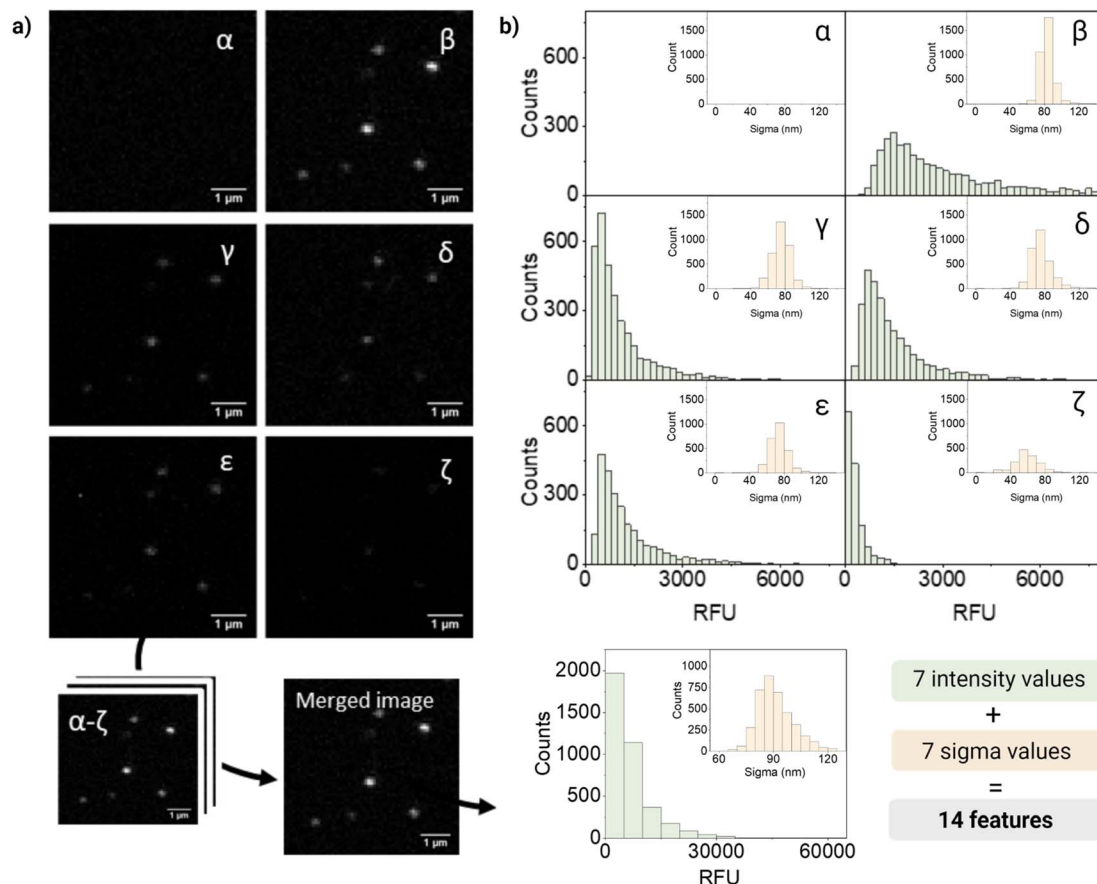 a)
α
β
1 µm
1 µm
γ
δ
1 µm
1 µm
ε
ζ
1 µm
1 µm
α-ζ
1 µm
Merged image
1 µm
b)
Counts
600
300
0
α
Count
1500
1000
500
0
0 40 80 120
Sigma (nm)
β
Count
1500
1000
500
0
0 40 80 120
Sigma (nm)
Counts
600
300
0
γ
Count
1500
1000
500
0
0 40 80 120
Sigma (nm)
δ
Count
1500
1000
500
0
0 40 80 120
Sigma (nm)
Counts
600
300
0
0 3000 6000
RFU
ε
Count
1500
1000
500
0
0 40 80 120
Sigma (nm)
ζ
Count
1500
1000
500
0
0 40 80 120
Sigma (nm)
0 3000 6000
RFU
Counts
2000
1500
1000
500
0
0 30000 60000
RFU
Counts
1000
750
500
250
0
60 90 120
Sigma (nm)
7 intensity values
+
7 sigma values
=
14 features